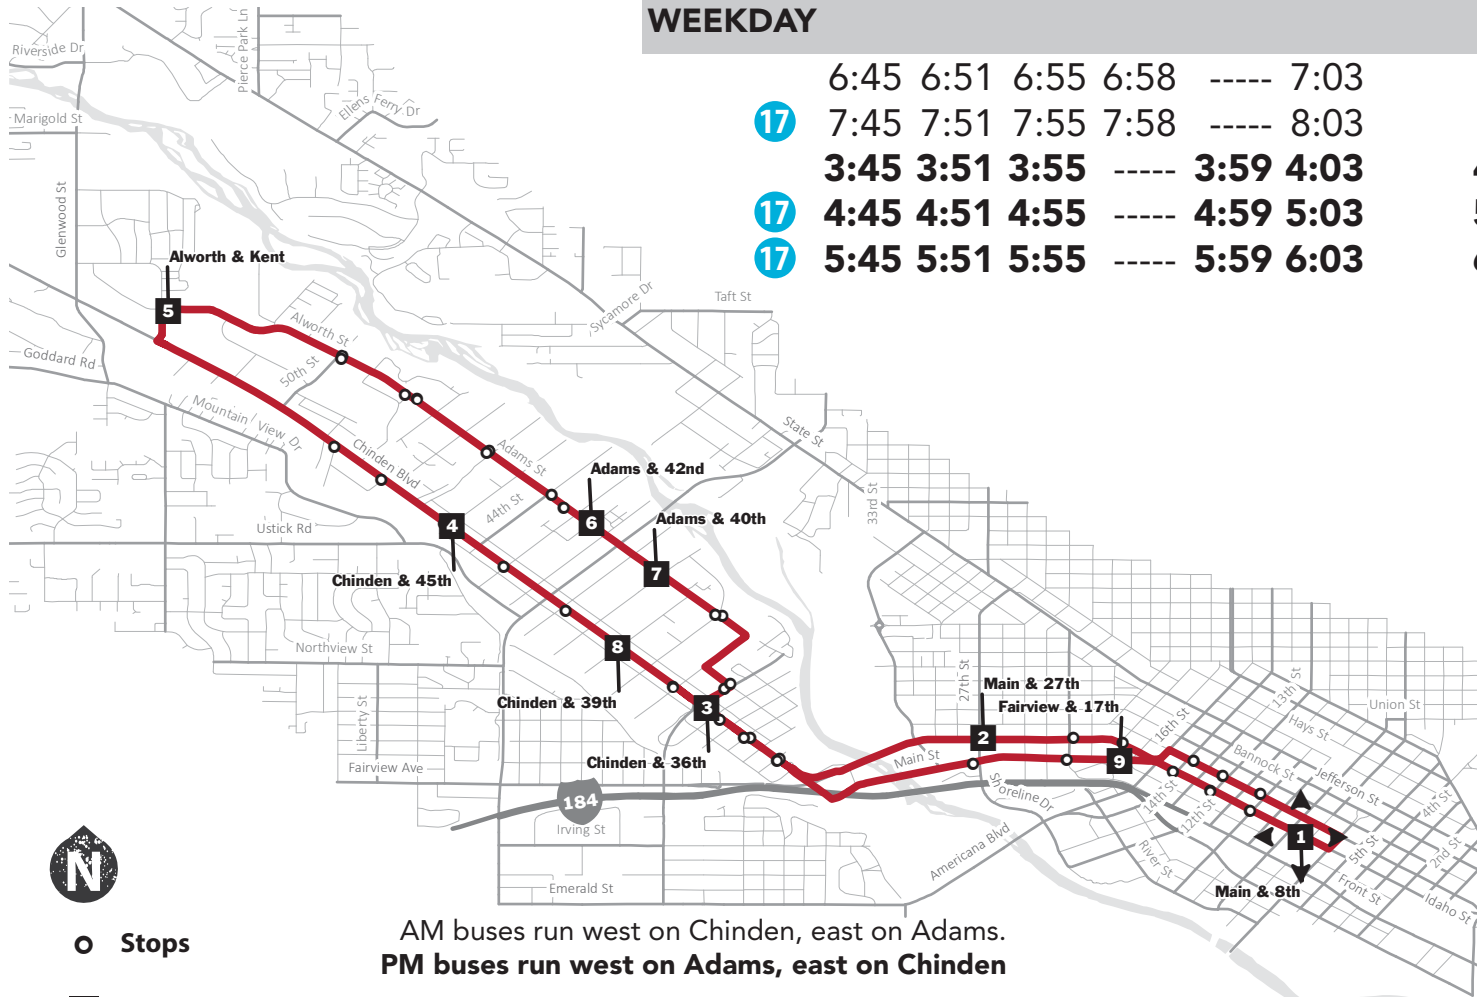 WEEKDAY
6:45 6:51 6:55 6:58 ----- 7:03
17 7:45 7:51 7:55 7:58 ----- 8:03
3:45 3:51 3:55 ----- 3:59 4:03
17 4:45 4:51 4:55 ----- 4:59 5:03
17 5:45 5:51 5:55 ----- 5:59 6:03
Riverside Dr
Pierce Park Ln
Ellens Ferry Dr
Marigold St
Glenwood St
Alworth & Kent
5
Sycamore Dr
Taft St
Alworth St
Goddard Rd
50th St
Mountain View Dr
Chinden Blvd
Adams St
State St
Adams & 42nd
44th St
33rd St
6
Adams & 40th
4
Ustick Rd
7
Chinden & 45th
Northview St
8
27th St
Main & 27th
Chinden & 39th
Fairview & 17th
13th St
Union St
3
Liberty St
2
16th St
Hays St
Chinden & 36th
Main St
9
Bannock St
Fairview Ave
Jefferson St
Shoreline Dr
14th St
4th St
184
12th St
Irving St
1
Americana Blvd
River St
5th St
2nd St
N
Emerald St
Main & 8th
Front St
Idaho St
Stops
AM buses run west on Chinden, east on Adams.
PM buses run west on Adams, east on Chinden